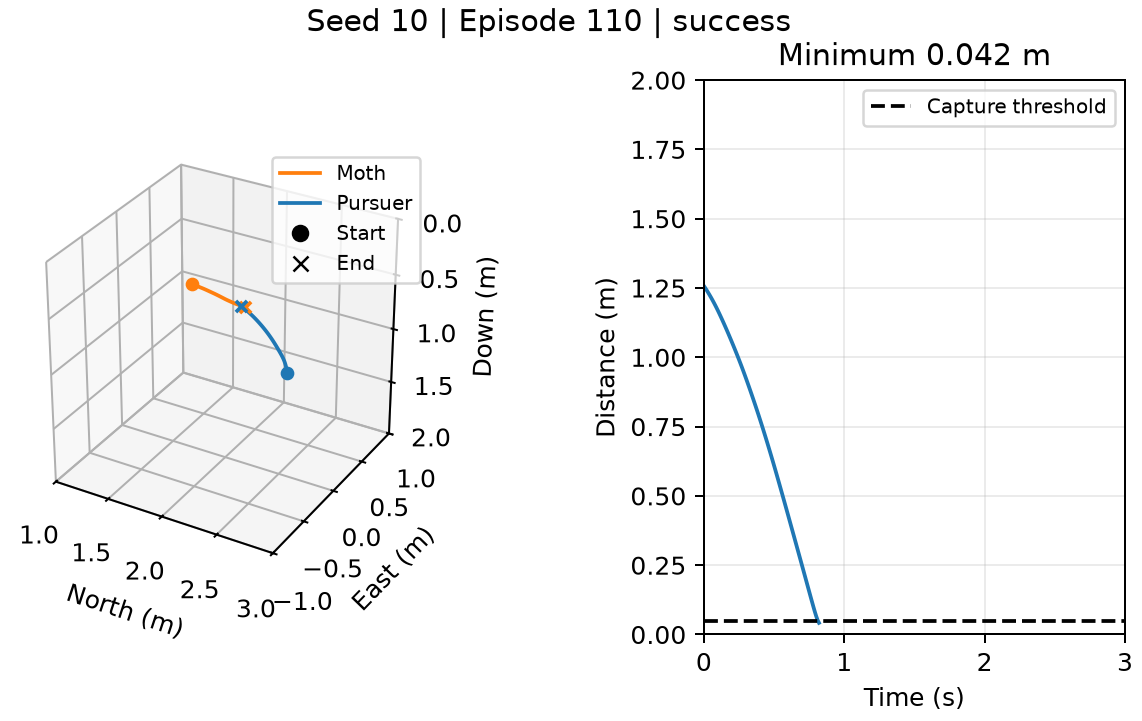 Seed 10 | Episode 110 | success
Moth
Pursuer
Start
End
0.0
0.5
1.0
1.5
2.0
Down (m)
1.0
0.5
0.0
−0.5
−1.0
East (m)
1.0
1.5
2.0
2.5
3.0
North (m)
Minimum 0.042 m
Capture threshold
2.00
1.75
1.50
1.25
1.00
0.75
0.50
0.25
0.00
Distance (m)
0 1 2 3
Time (s)